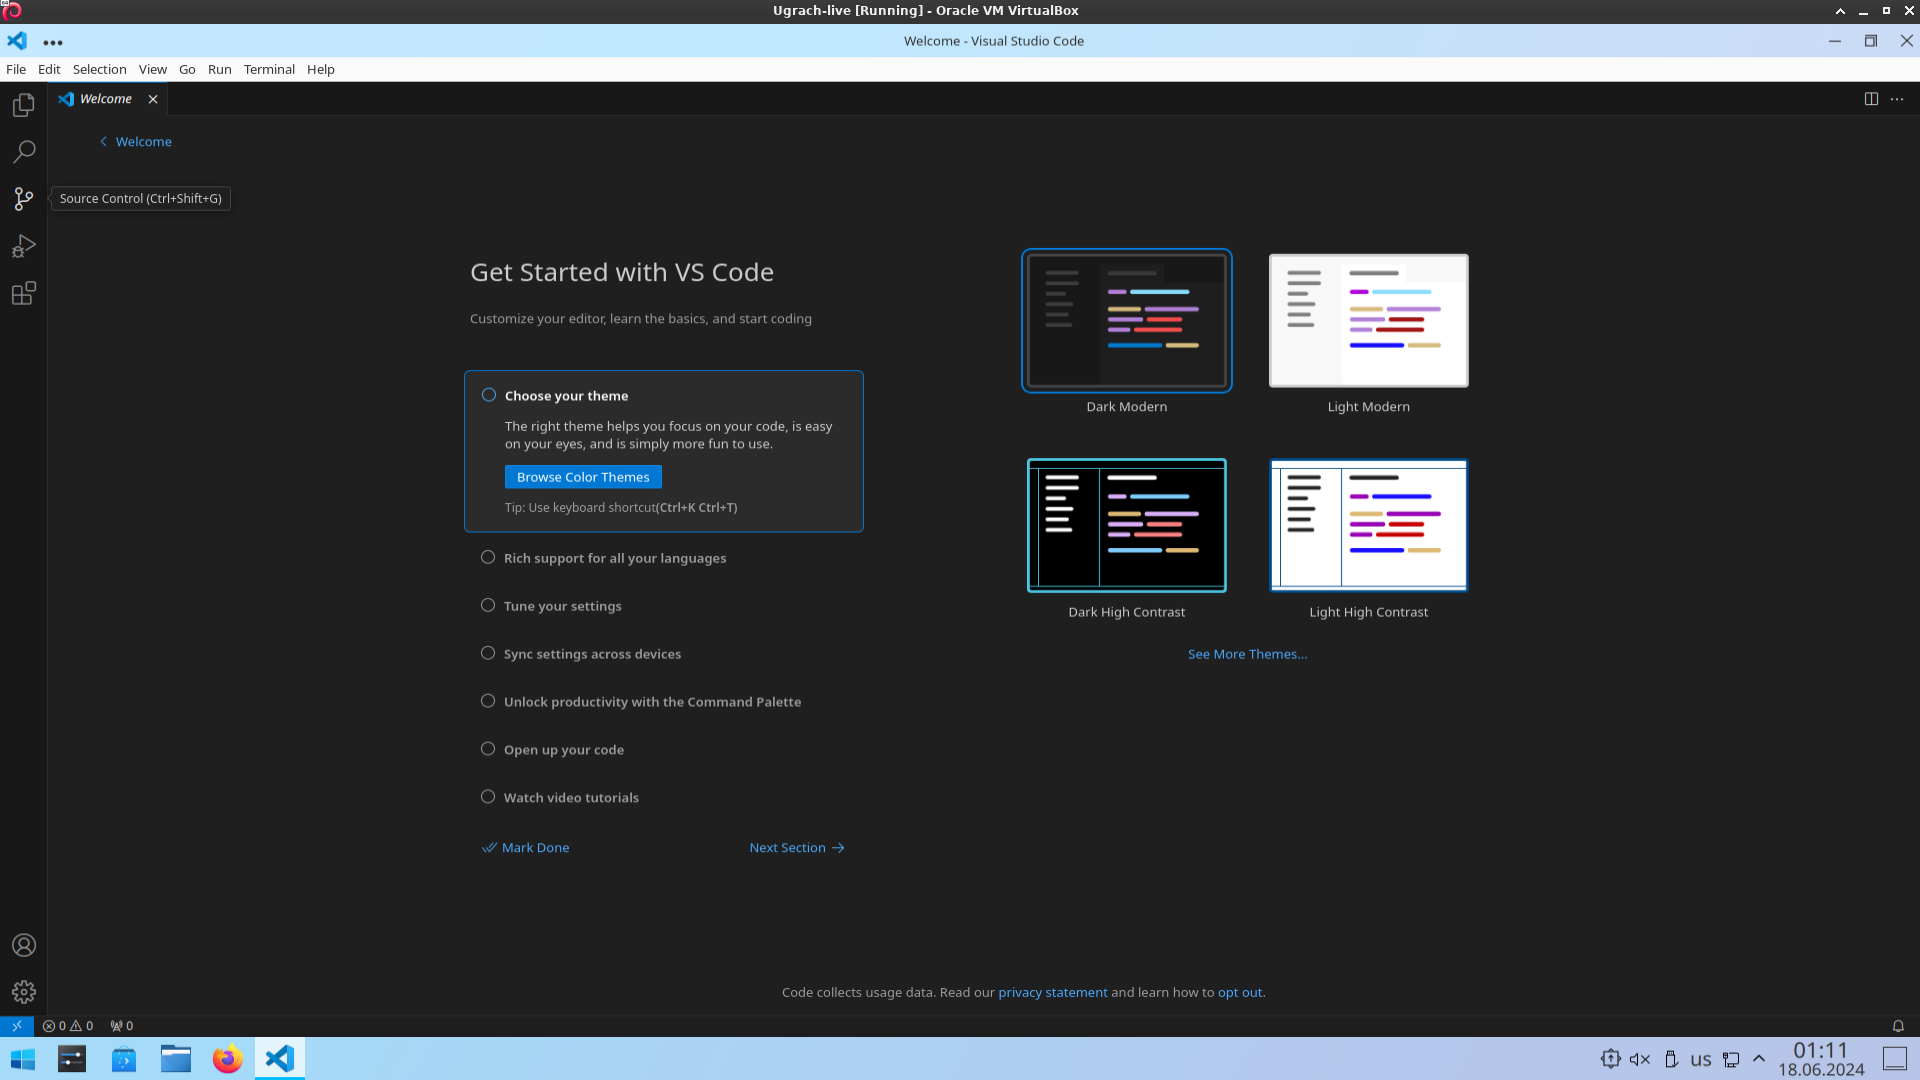 Ugrach-live [Running] - Oracle VM VirtualBox
Welcome - Visual Studio Code
File Edit Selection View Go Run Terminal Help
Welcome
Welcome
Source Control (Ctrl+Shift+G)
Get Started with VS Code
Customize your editor, learn the basics, and start coding
Choose your theme
The right theme helps you focus on your code, is easy
on your eyes, and is simply more fun to use.
Browse Color Themes
Tip: Use keyboard shortcut(Ctrl+K Ctrl+T)
Rich support for all your languages
Tune your settings
Sync settings across devices
Unlock productivity with the Command Palette
Open up your code
Watch video tutorials
Mark Done
Next Section
Dark Modern
Light Modern
Dark High Contrast
Light High Contrast
See More Themes...
Code collects usage data. Read our privacy statement and learn how to opt out.
0 0 0
us
01:11
18.06.2024